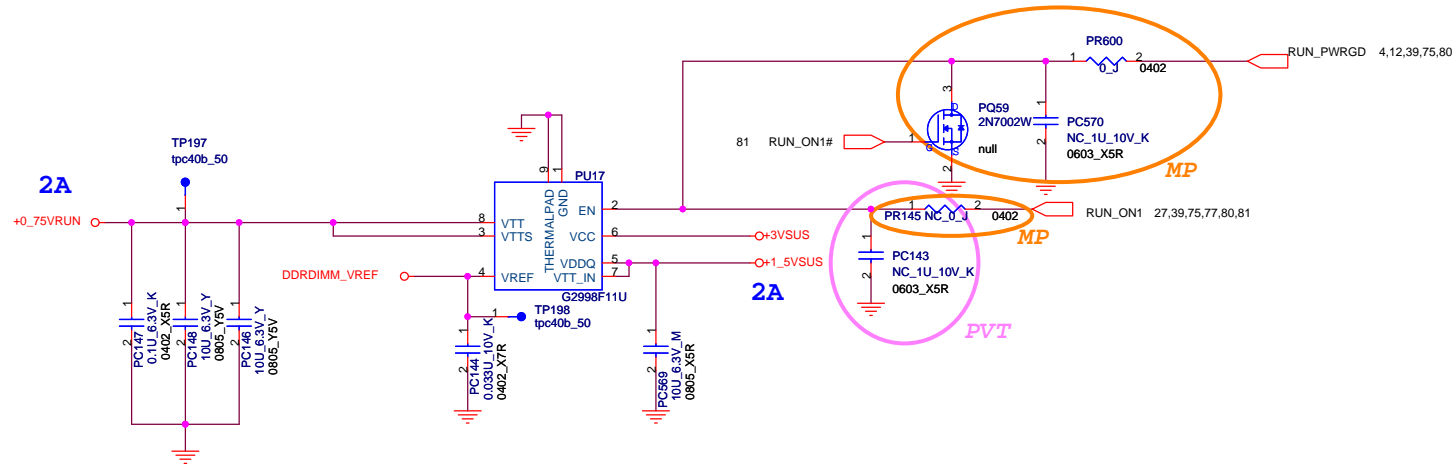 PR600
1
2
0_J
0402
RUN_PWRGD 4,12,39,75,80
3
D
PQ59
2N7002W
1
PC570
NC_1U_10V_K
0603_X5R
81 RUN_ON1#
1
G
S
null
2
2
MP
TP197
tpc40b_50
2A
1
+0_75VRUN
9
1
PU17
THERMALPAD
GND
8
VTT
3
VTTS
EN
2
VCC
6
+3VSUS
VDDQ
5
+1_5VSUS
VTT_IN
7
4
VREF
G2998F11U
DDRDIMM_VREF
1
2
PR145 NC_0_J
0402
RUN_ON1 27,39,75,77,80,81
MP
1
PC143
NC_1U_10V_K
2
0603_X5R
PVT
2A
1
TP198
tpc40b_50
1
2
PC147
0.1U_6.3V_K
0402_X5R
1
2
PC148
10U_6.3V_Y
0805_Y5V
1
2
PC146
10U_6.3V_Y
0805_Y5V
1
2
PC144
0.033U_10V_K
0402_X7R
1
2
PC569
10U_6.3V_M
0805_X5R